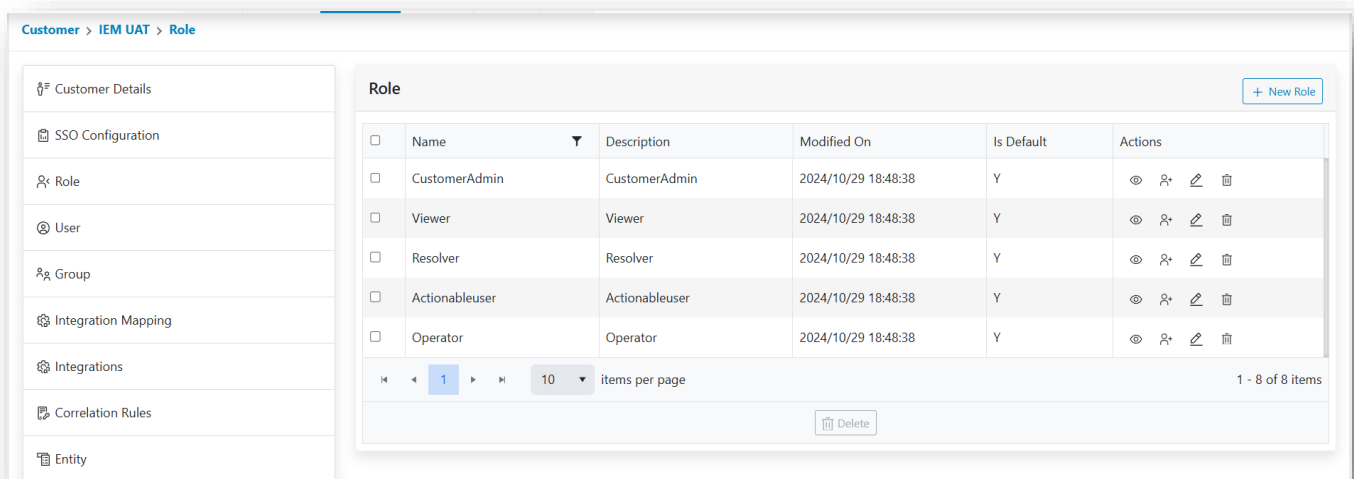 Customer > IEM UAT > Role
Customer Details
SSO Configuration
Role
User
Group
Integration Mapping
Integrations
Correlation Rules
Entity
Role
+ New Role
Name Description Modified On Is Default Actions
CustomerAdmin CustomerAdmin 2024/10/29 18:48:38 Y
Viewer Viewer 2024/10/29 18:48:38 Y
Resolver Resolver 2024/10/29 18:48:38 Y
Actionableuser Actionableuser 2024/10/29 18:48:38 Y
Operator Operator 2024/10/29 18:48:38 Y
1 10 items per page 1 - 8 of 8 items
Delete